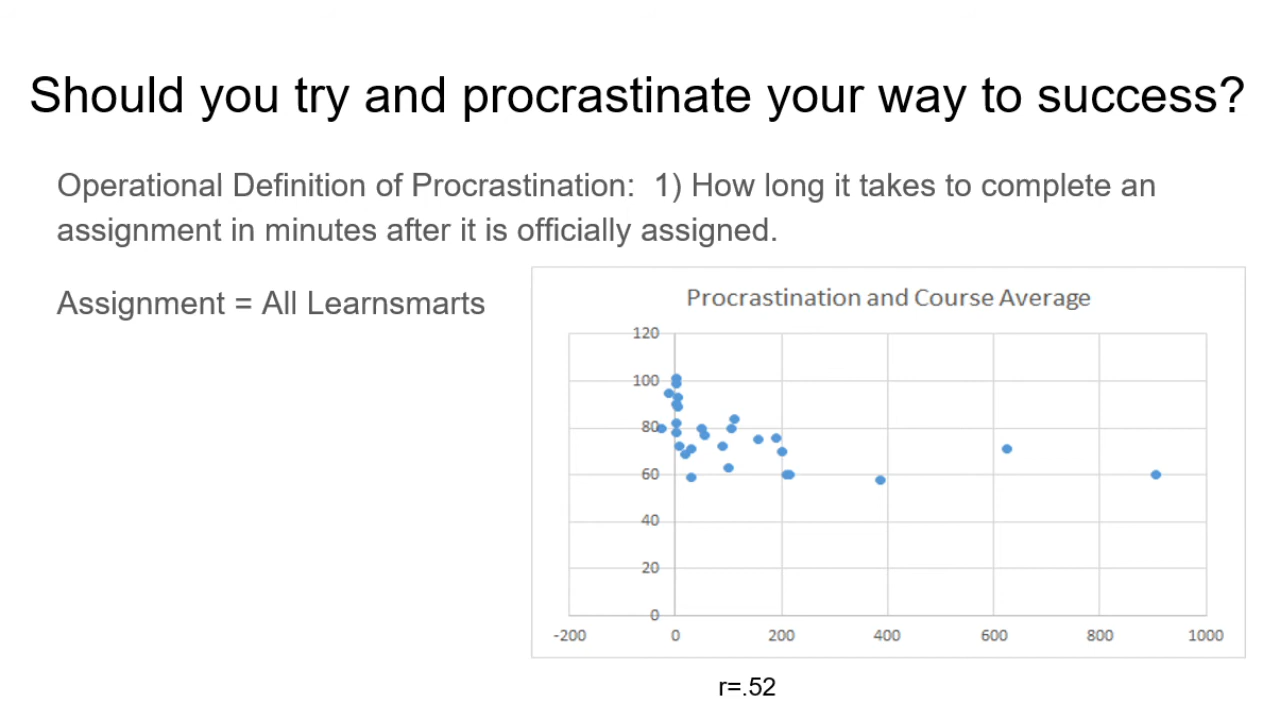 Should you try and procrastinate your way to success?
Operational Definition of Procrastination:  1) How long it takes to complete an
assignment in minutes after it is officially assigned.
Assignment = All Learnsmarts
Procrastination and Course Average
120
100
80
60
40
20
0
-200 0 200 400 600 800 1000
r=.52